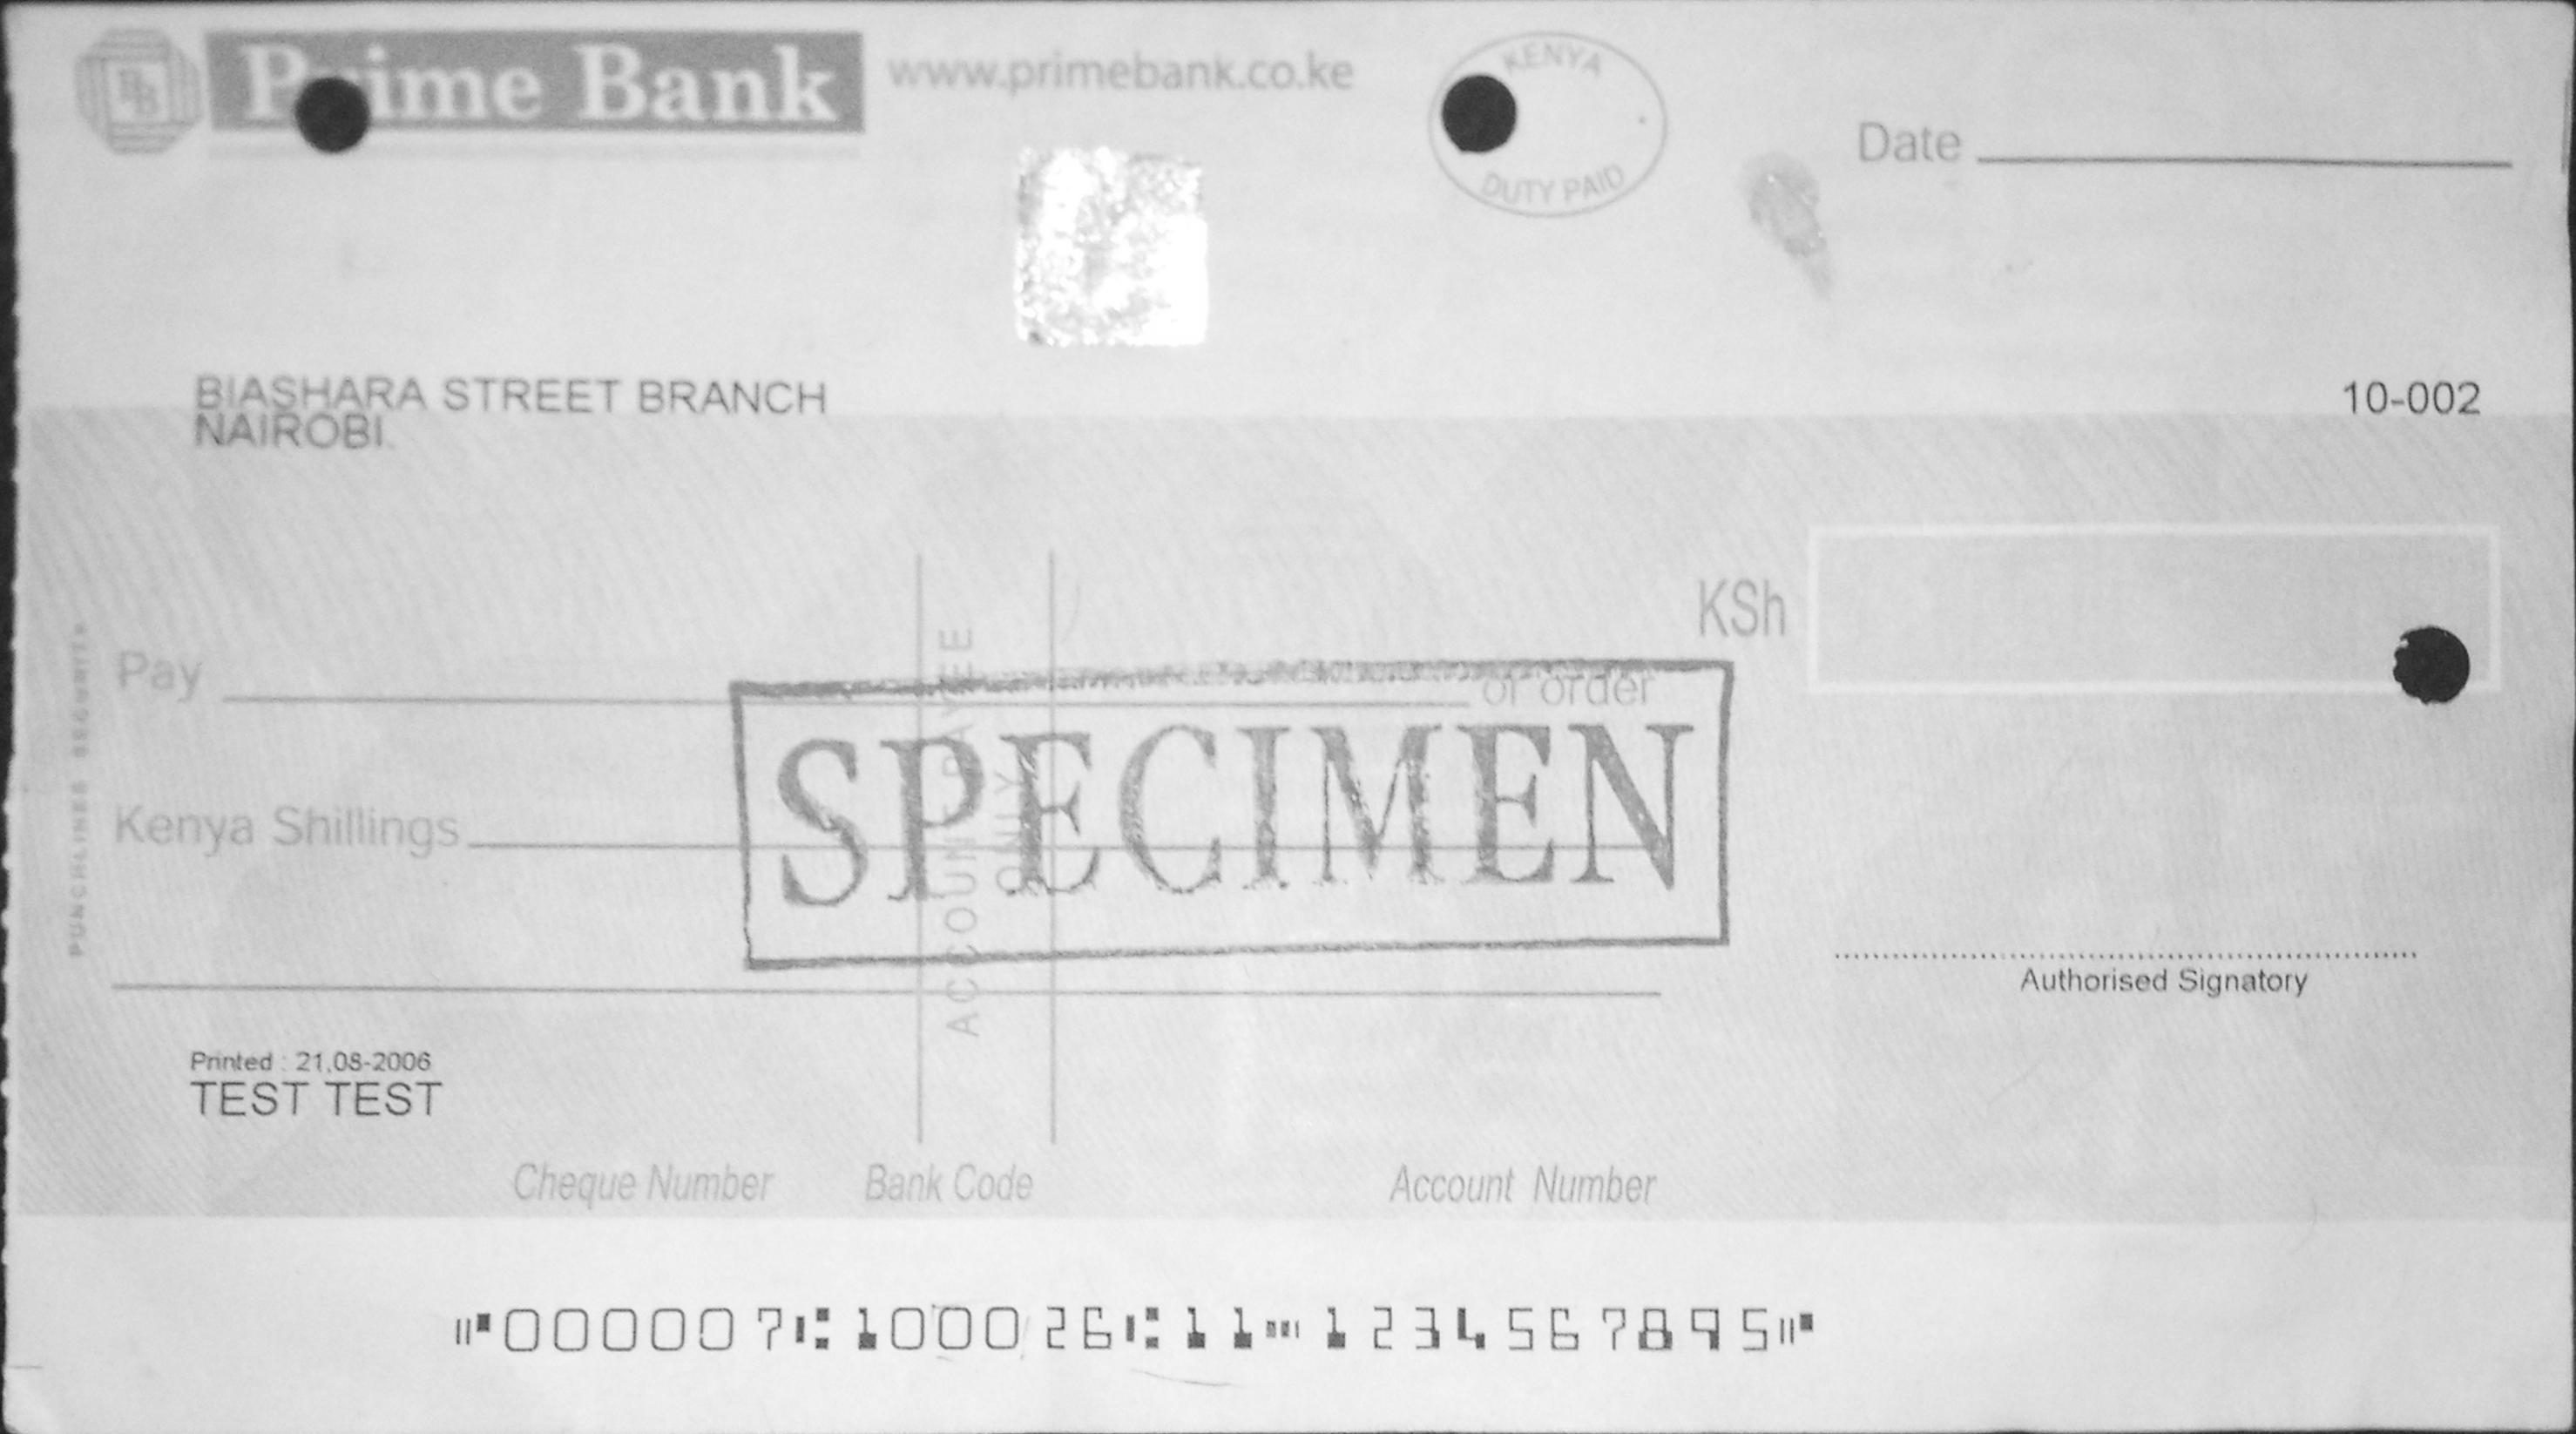 Prime Bank www.primebank.co.ke
KENYA
DUTY PAID
Date
BIASHARA STREET BRANCH
NAIROBI.
10-002
KSh
Pay
or order
SPECIMEN
ACCOUNT PAYEE
ONLY
Kenya Shillings
PUNCHLINES SECURITY
Authorised Signatory
Printed : 21.08-2006
TEST TEST
Cheque Number Bank Code Account Number
⑈000007⑆100026⑆11⑉1234567895⑈